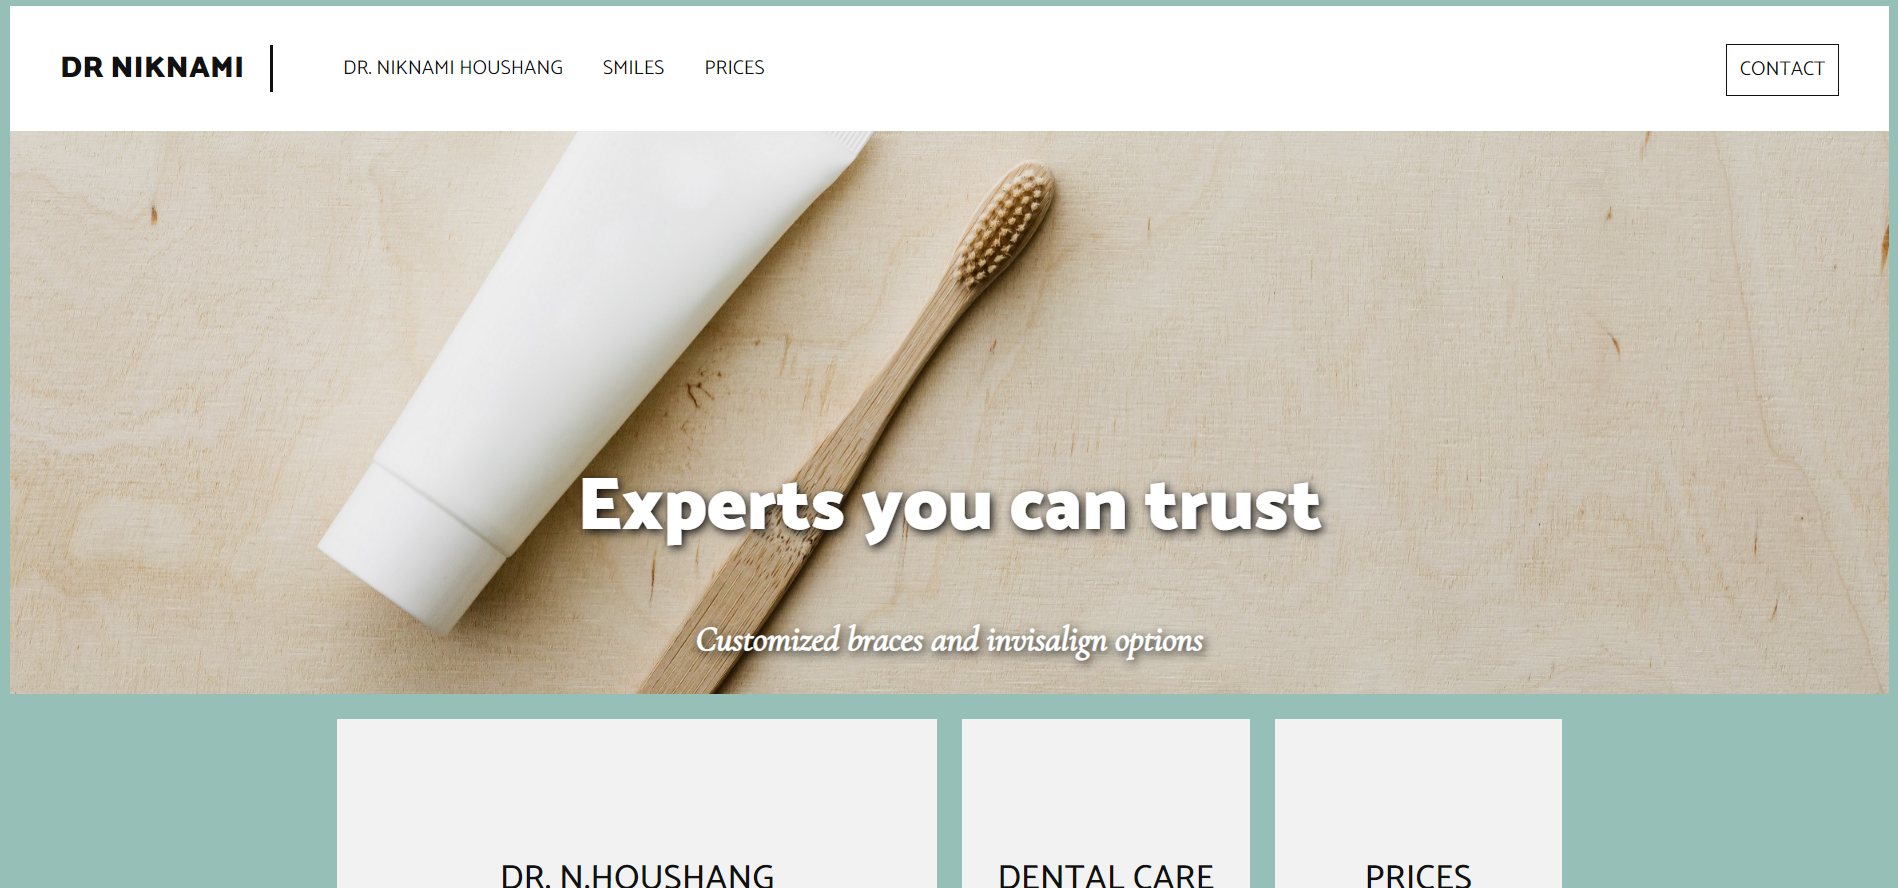 DR NIKNAMI
DR. NIKNAMI HOUSHANG
SMILES
PRICES
CONTACT
Experts you can trust
Customized braces and invisalign options
DR. N.HOUSHANG
DENTAL CARE
PRICES